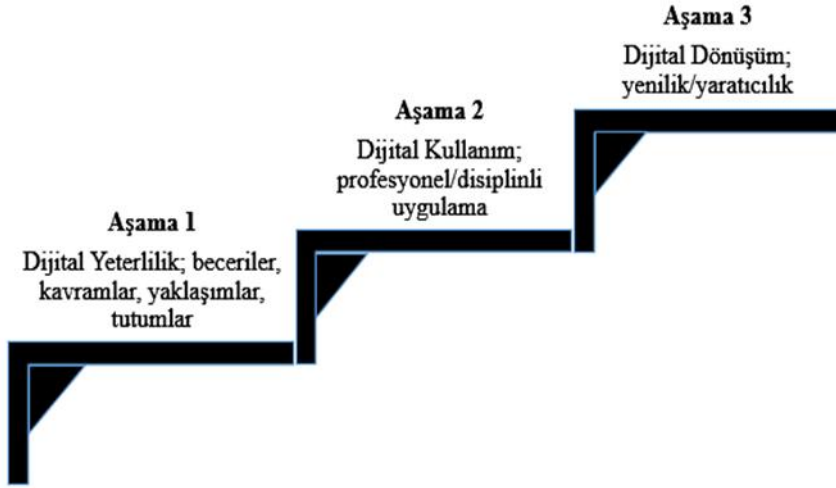 Aşama 1
Dijital Yeterlilik; beceriler,
kavramlar, yaklaşımlar,
tutumlar
Aşama 2
Dijital Kullanım;
profesyonel/disiplinli
uygulama
Aşama 3
Dijital Dönüşüm;
yenilik/yaratıcılık